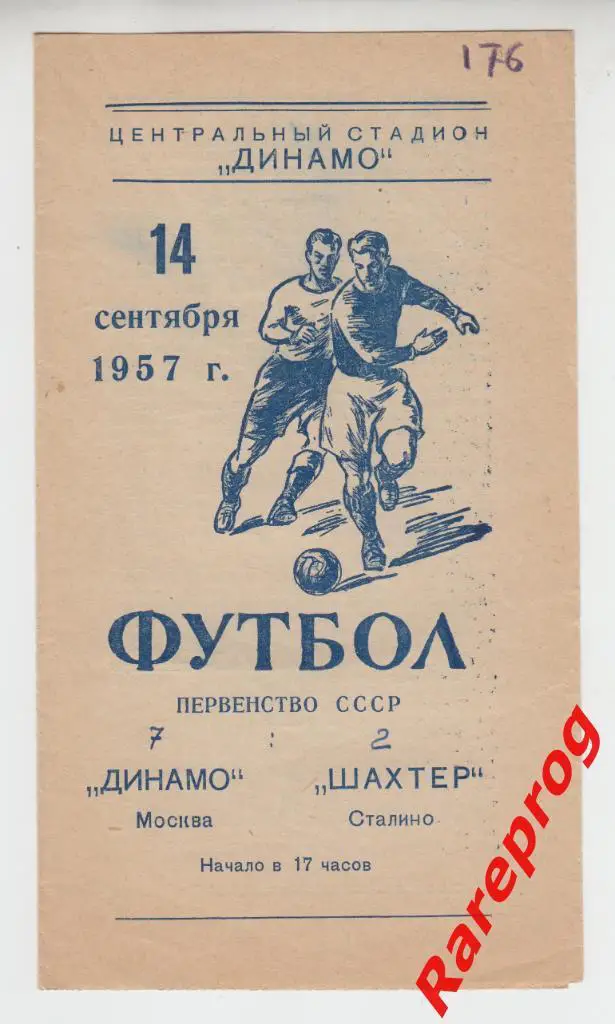 176
ЦЕНТРАЛЬНЫЙ СТАДИОН
„ДИНАМО“
14
сентября
1957 г.
ФУТБОЛ
ПЕРВЕНСТВО СССР
7 : 2
„ДИНАМО“ „ШАХТЕР“
Москва Сталино
Начало в 17 часов
Rareprog